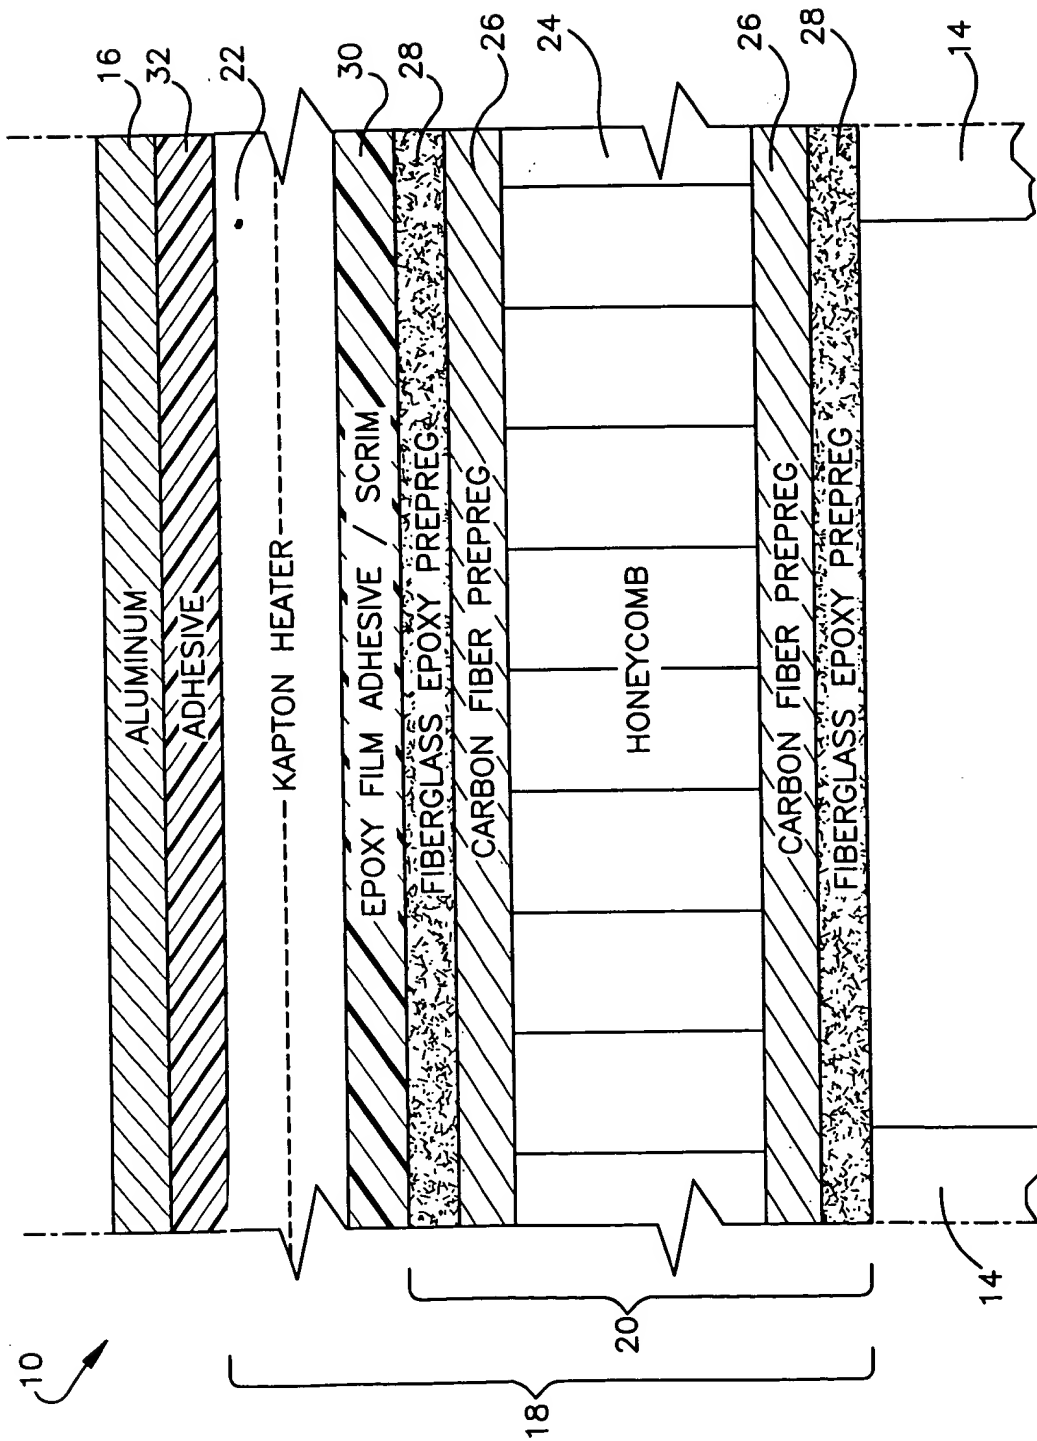 10
16
32
22
30
28
26
24
26
28
14
ALUMINUM
ADHESIVE
KAPTON HEATER
EPOXY FILM ADHESIVE / SCRIM
FIBERGLASS EPOXY PREPREG
CARBON FIBER PREPREG
HONEYCOMB
CARBON FIBER PREPREG
FIBERGLASS EPOXY PREPREG
18
20
14